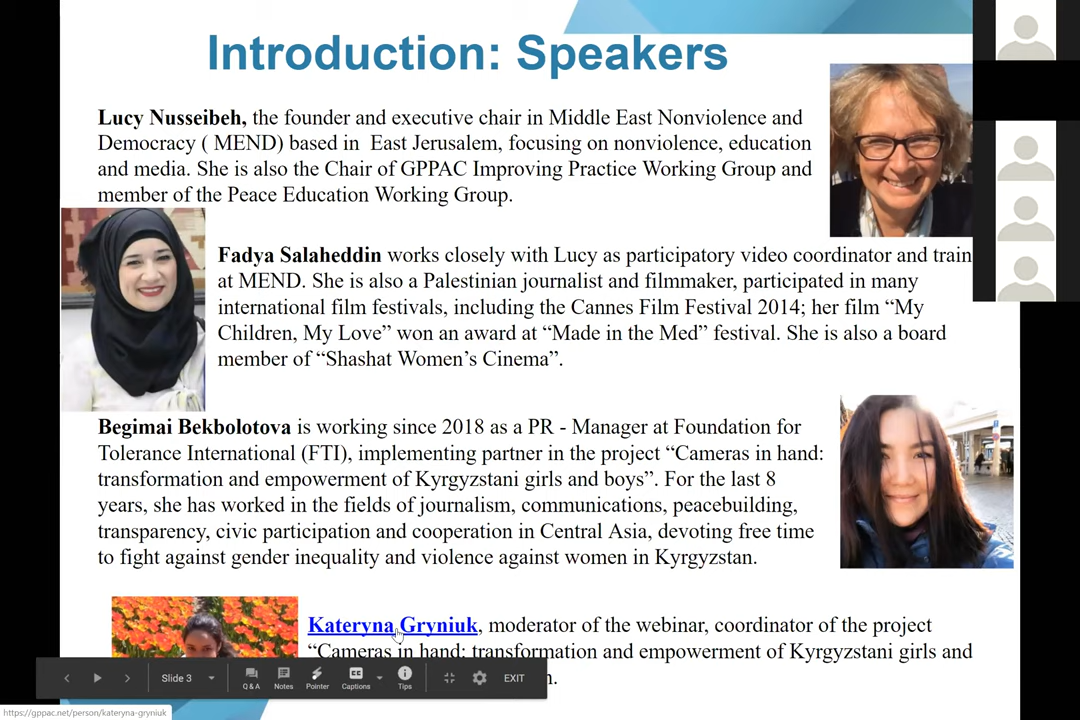 Introduction: Speakers
Lucy Nusseibeh, the founder and executive chair in Middle East Nonviolence and
Democracy ( MEND) based in East Jerusalem, focusing on nonviolence, education
and media. She is also the Chair of GPPAC Improving Practice Working Group and
member of the Peace Education Working Group.
Fadya Salaheddin works closely with Lucy as participatory video coordinator and train
at MEND. She is also a Palestinian journalist and filmmaker, participated in many
international film festivals, including the Cannes Film Festival 2014; her film “My
Children, My Love” won an award at “Made in the Med” festival. She is also a board
member of “Shashat Women’s Cinema”.
Begimai Bekbolotova is working since 2018 as a PR - Manager at Foundation for
Tolerance International (FTI), implementing partner in the project “Cameras in hand:
transformation and empowerment of Kyrgyzstani girls and boys”. For the last 8
years, she has worked in the fields of journalism, communications, peacebuilding,
transparency, civic participation and cooperation in Central Asia, devoting free time
to fight against gender inequality and violence against women in Kyrgyzstan.
Kateryna Gryniuk, moderator of the webinar, coordinator of the project
“Cameras in hand: transformation and empowerment of Kyrgyzstani girls and
Slide 3
Q & A
Notes
Pointer
Captions
Tips
EXIT
https://gppac.net/person/kateryna-gryniuk